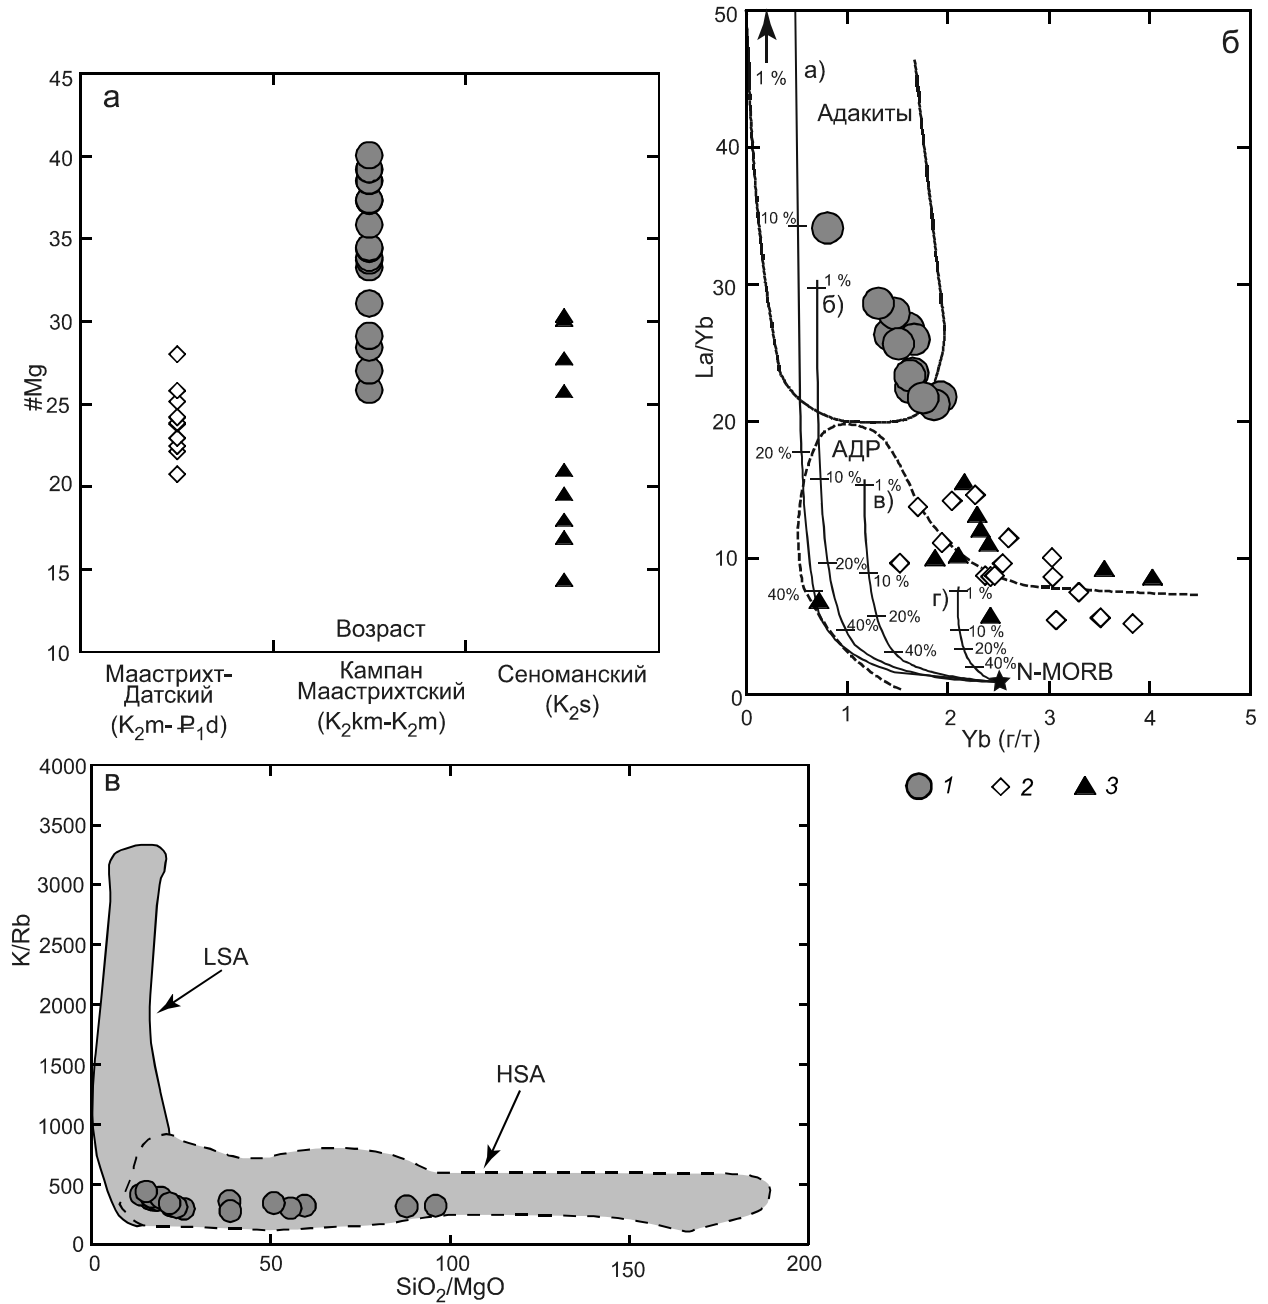 а
45
40
35
30
25
20
15
10
#Mg
Возраст
Маастрихт-
Датский
(K2m-₽1d)
Кампан
Маастрихтский
(K2km-K2m)
Сеноманский
(K2s)
б
50
40
30
20
10
0
La/Yb
1 %
а)
Адакиты
10 %
1 %
б)
20 %
АДР
10 %
1 %
в)
20%
10 %
40%
г)
1 %
20%
40%
10 %
40%
20%
40%
N-MORB
0
1
2
3
4
5
Yb (г/т)
1
2
3
в
4000
3500
3000
2500
2000
1500
1000
500
0
K/Rb
LSA
HSA
0
50
100
150
200
SiO2/MgO